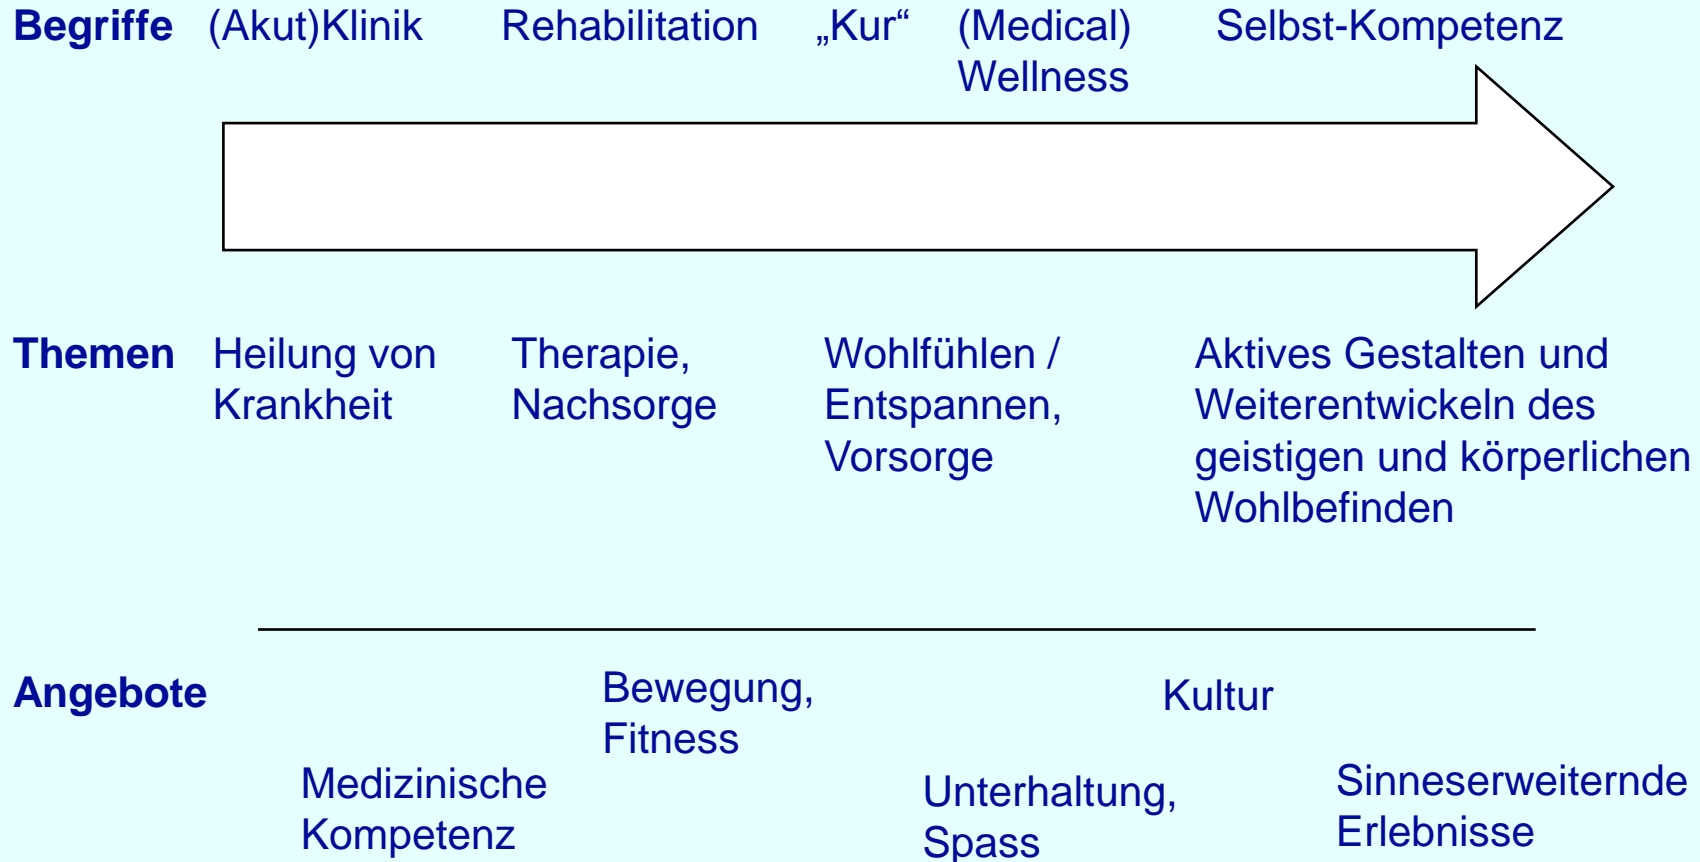 Begriffe (Akut)Klinik Rehabilitation „Kur“ (Medical) Selbst-Kompetenz
Wellness
Themen Heilung von Therapie, Wohlfühlen / Aktives Gestalten und
Krankheit Nachsorge Entspannen, Weiterentwickeln des
Vorsorge geistigen und körperlichen
Wohlbefinden
Angebote Bewegung, Kultur
Fitness
Medizinische Unterhaltung, Sinneserweiternde
Kompetenz Spass Erlebnisse